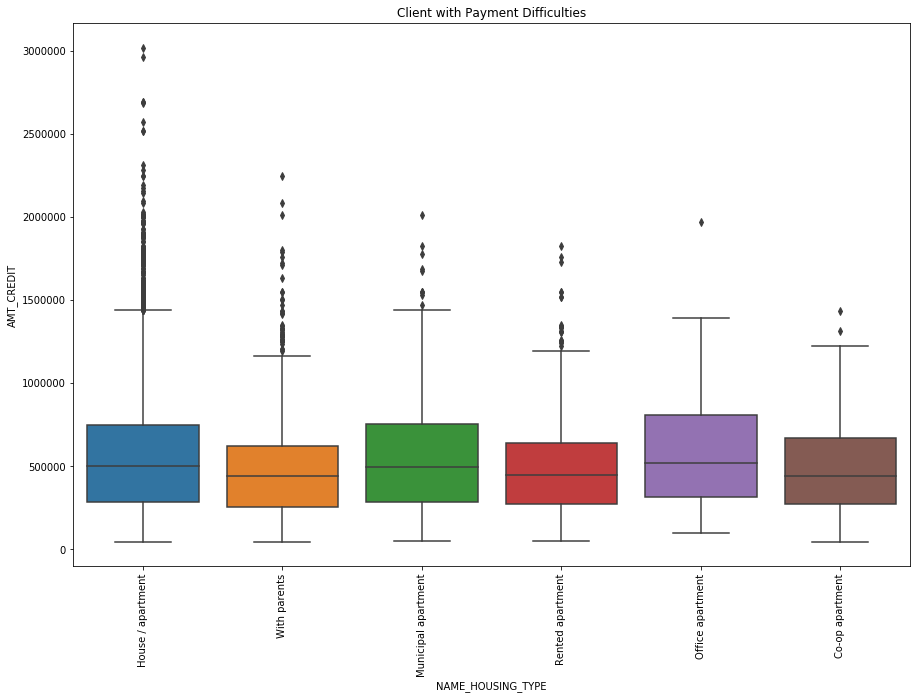 Client with Payment Difficulties
3000000
2500000
2000000
1500000
1000000
500000
0
AMT_CREDIT
House / apartment
With parents
Municipal apartment
Rented apartment
Office apartment
Co-op apartment
NAME_HOUSING_TYPE